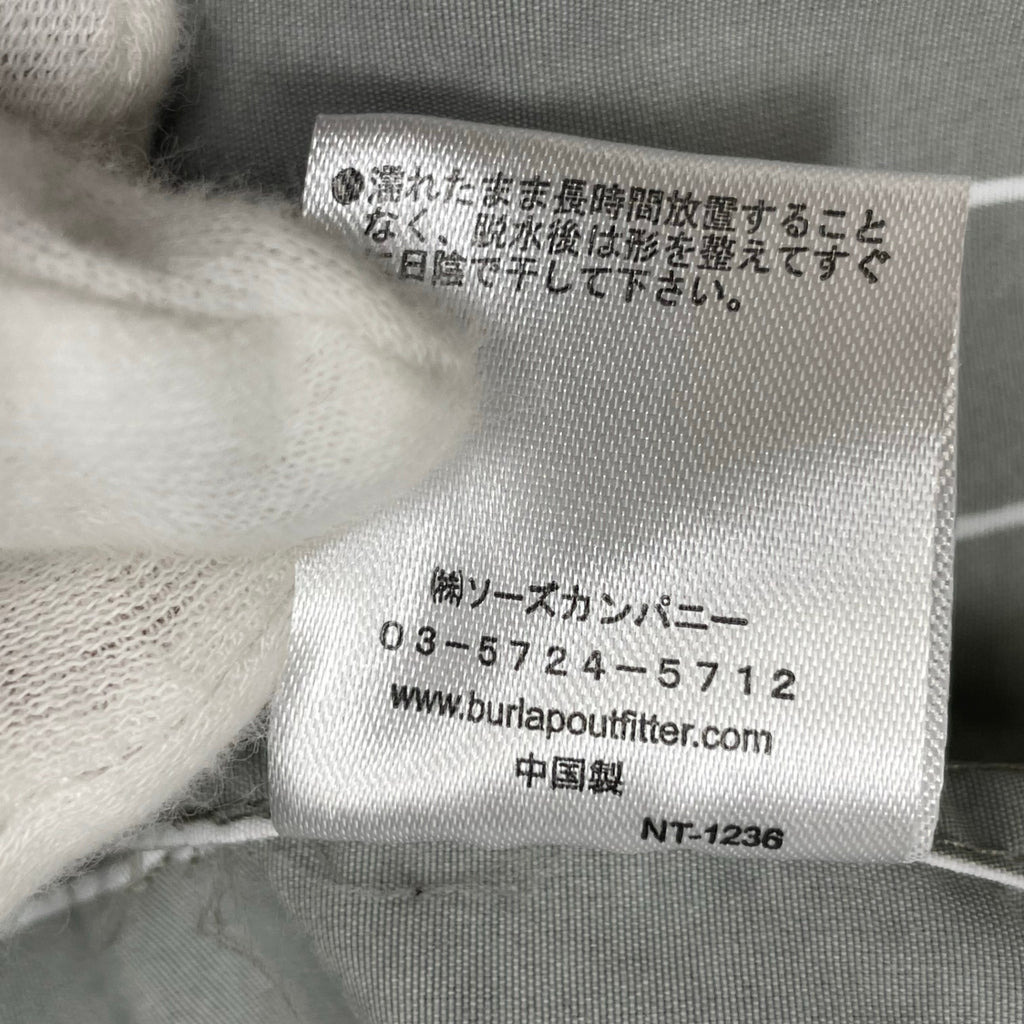 ●濡れたまま長時間放置すること
なく、脱水後は形を整えてすぐ
に日陰で干して下さい。
㈱ソーズカンパニー
03-5724-5712
www.burlapoutfitter.com
中国製
NT-1236